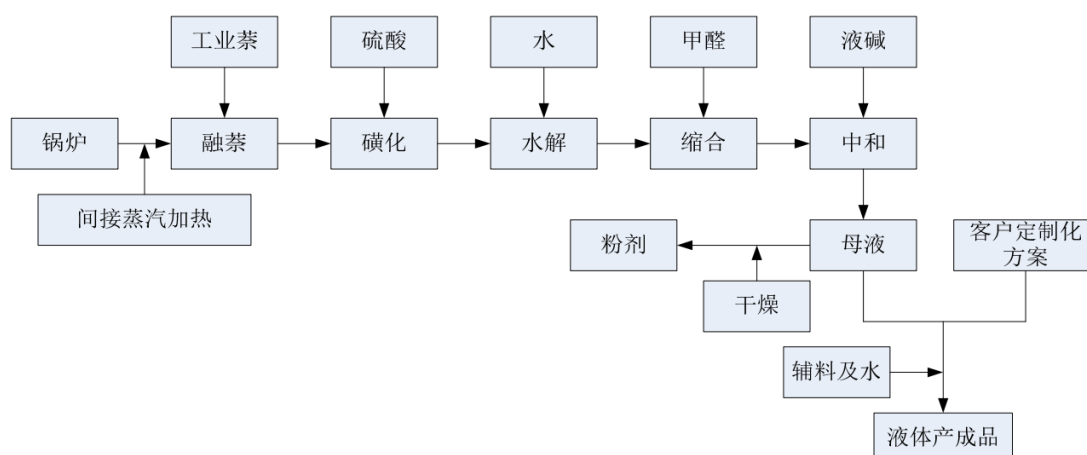 工业萘
硫酸
水
甲醛
液碱
锅炉
融萘
磺化
水解
缩合
中和
间接蒸汽加热
粉剂
母液
客户定制化
方案
干燥
辅料及水
液体产成品